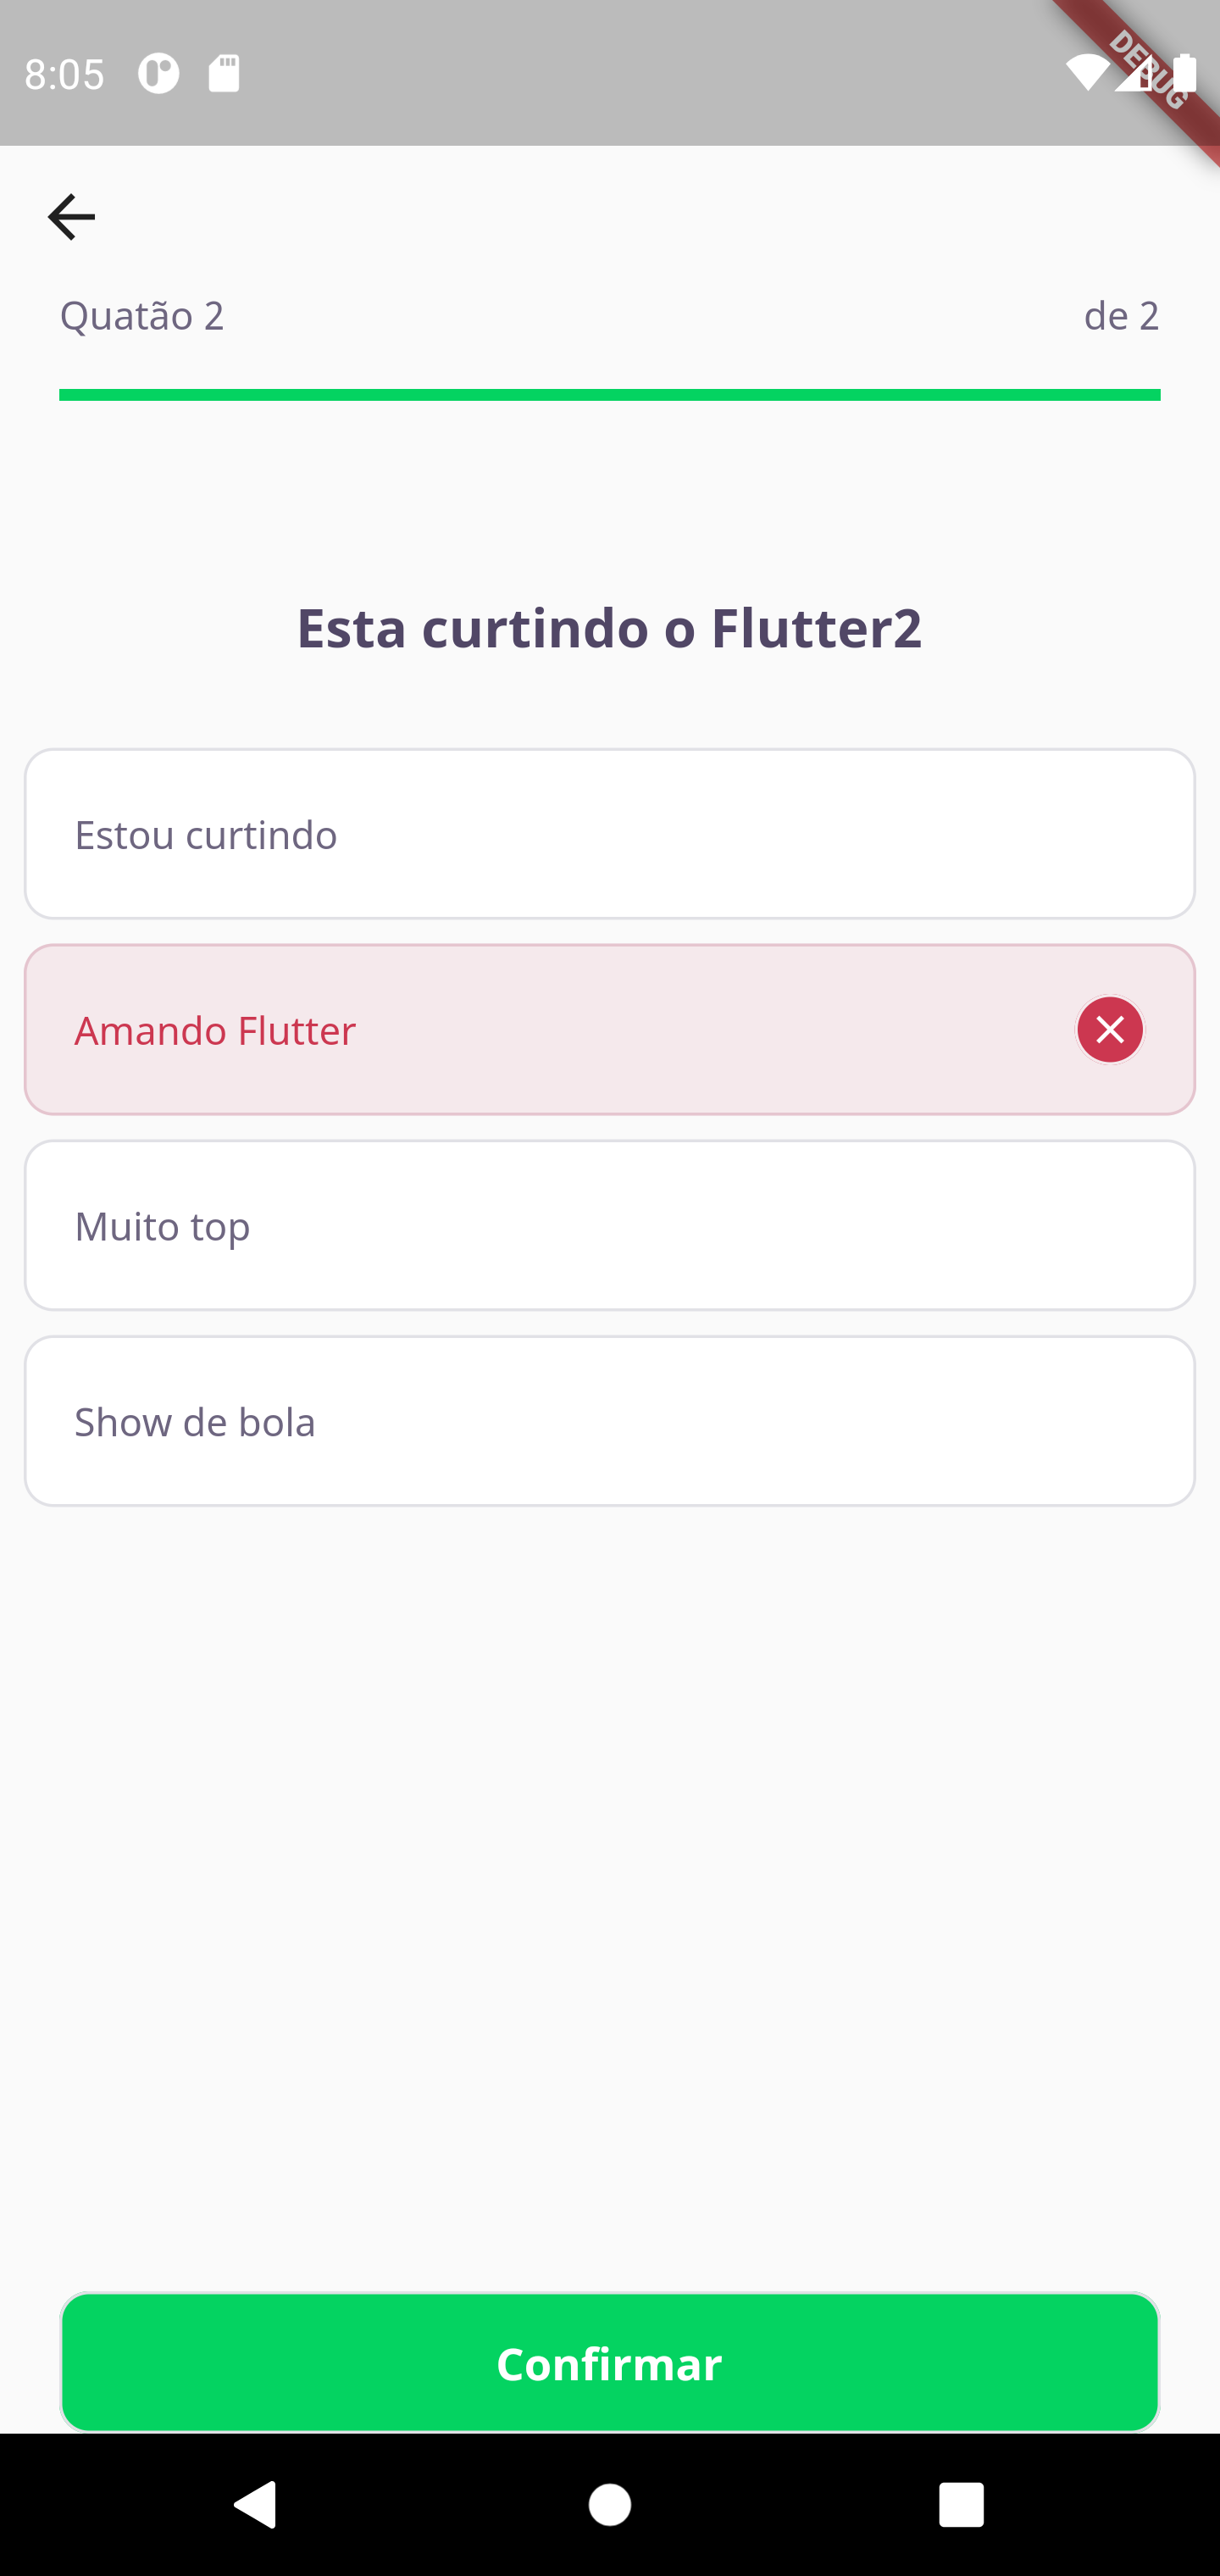 8:05
DEBUG
Quatão 2
de 2
Esta curtindo o Flutter2
Estou curtindo
Amando Flutter
Muito top
Show de bola
Confirmar